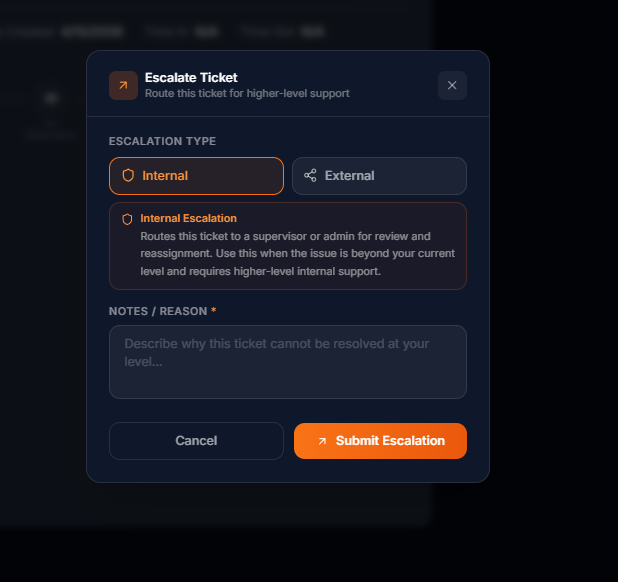 Escalate Ticket
Route this ticket for higher-level support
ESCALATION TYPE
Internal
External
Internal Escalation
Routes this ticket to a supervisor or admin for review and
reassignment. Use this when the issue is beyond your current
level and requires higher-level internal support.
NOTES / REASON *
Describe why this ticket cannot be resolved at your
level...
Cancel
Submit Escalation